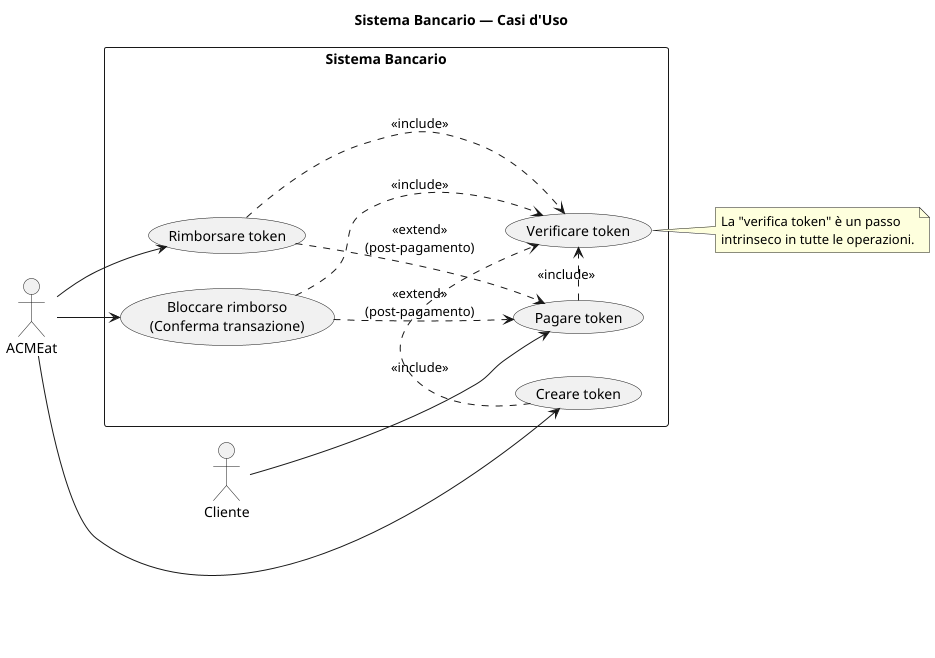 Sistema Bancario — Casi d'Uso
Sistema Bancario
«include»
«include»
Rimborsare token
«extend»
(post-pagamento)
Verificare token
La "verifica token" è un passo
intrinseco in tutte le operazioni.
«include»
Bloccare rimborso
(Conferma transazione)
«extend»
(post-pagamento)
Pagare token
ACMEat
«include»
Creare token
Cliente